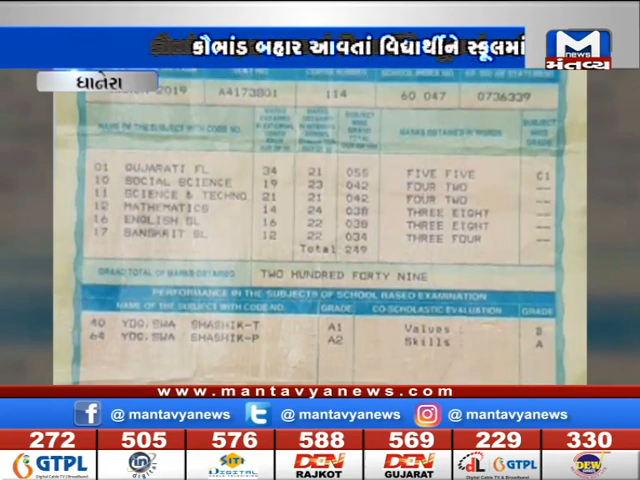 કૌભાંડ બહાર આવતાં વિદ્યાર્થીને સ્કૂલમાં
news
મંતવ્ય
ધાનેરા
2019 A4173801 114 60 047 0736339
NAME OF THE SUBJECT WITH CODE NO. MARKS OBTAINED IN WORDS SUBJECT WISE GRADE
01 GUJARATI FL 34 21 055 FIVE FIVE C1
10 SOCIAL SCIENCE 19 23 042 FOUR TWO --
11 SCIENCE & TECHNO 21 21 042 FOUR TWO --
12 MATHEMATICS 14 24 038 THREE EIGHT --
16 ENGLISH SL 16 22 038 THREE EIGHT --
17 SANSKRIT SL 12 22 034 THREE FOUR --
Total 249
GRAND TOTAL OF MARKS OBTAINED TWO HUNDRED FORTY NINE
PERFORMANCE IN THE SUBJECTS OF SCHOOL BASED EXAMINATION
NAME OF THE SUBJECT WITH CODE NO. GRADE CO-SCHOLASTIC EVALUATION GRADE
40 YOG,SWA SHASHIK-T A1 Values B
64 YOG,SWA SHASHIK-P A2 Skills A
www.mantavyanews.com
@mantavyanews @mantavyanews @mantavyanews
272 505 576 588 569 229 330
GTPL in SITI DIGITAL DEN RAJKOT DEN GUJARAT dL GTPL DEW